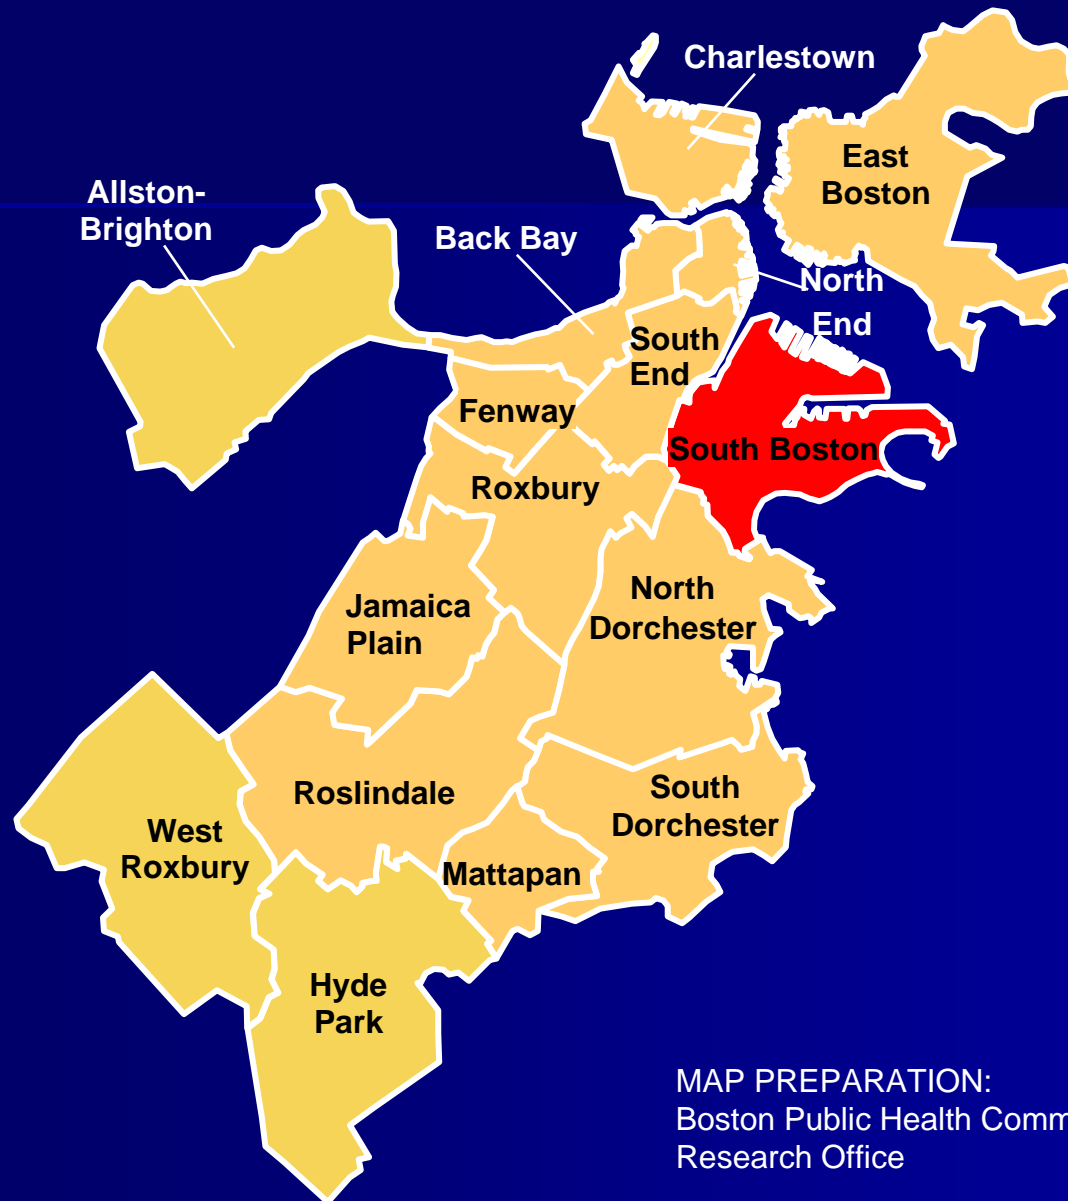 Charlestown
East
Boston
Allston-
Brighton
Back Bay
North
End
South
End
Fenway
South Boston
Roxbury
North
Dorchester
Jamaica
Plain
Roslindale
South
Dorchester
West
Roxbury
Mattapan
Hyde
Park
MAP PREPARATION:
Boston Public Health Comm
Research Office